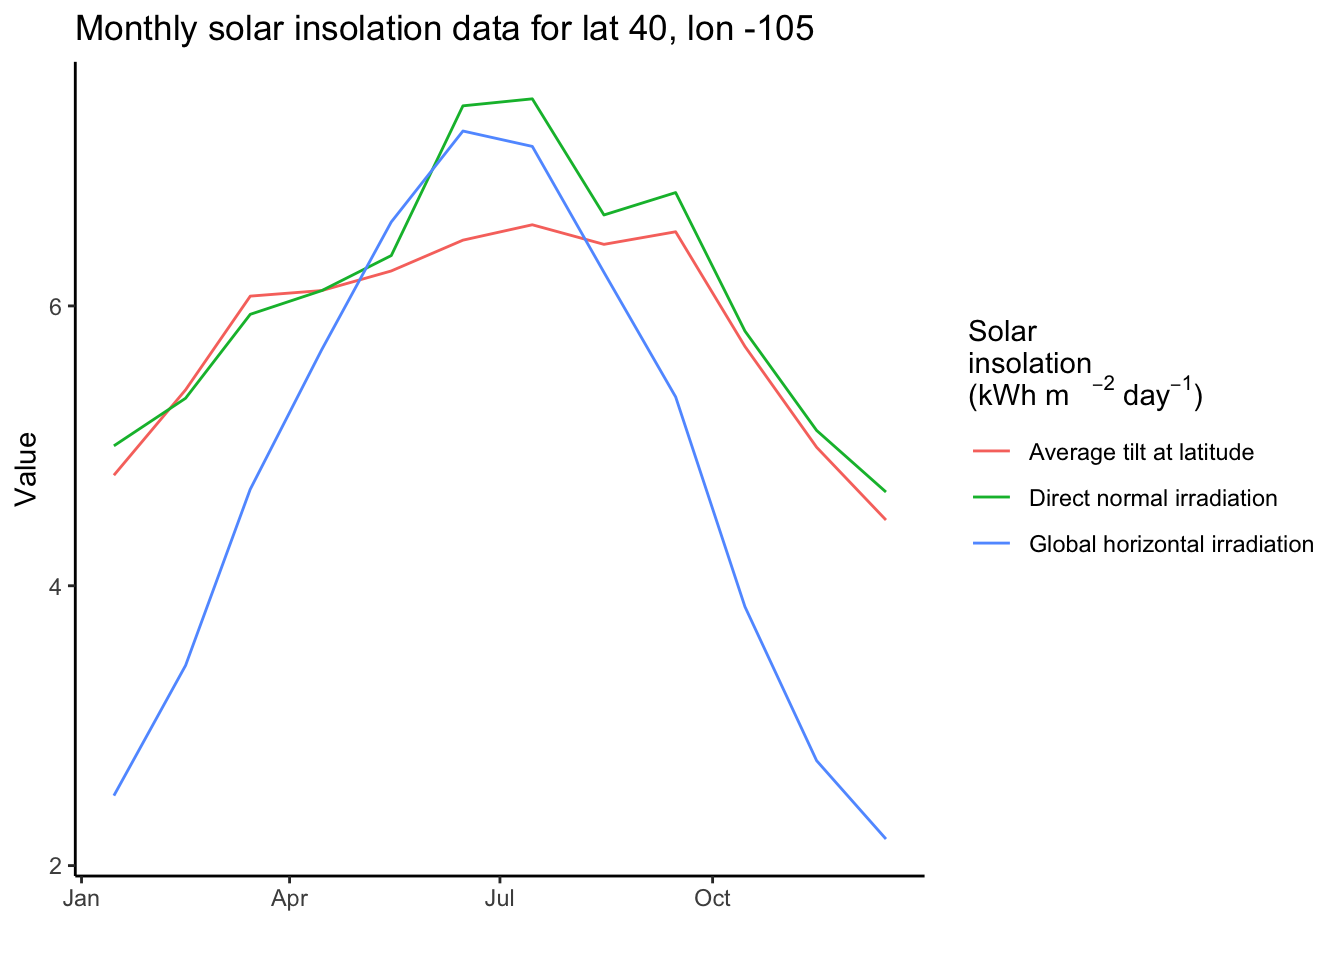 Monthly solar insolation data for lat 40, lon -105
Value
6
4
2
Jan Apr Jul Oct
Solar
insolation
(kWh m ⁻² day⁻¹)
Average tilt at latitude
Direct normal irradiation
Global horizontal irradiation